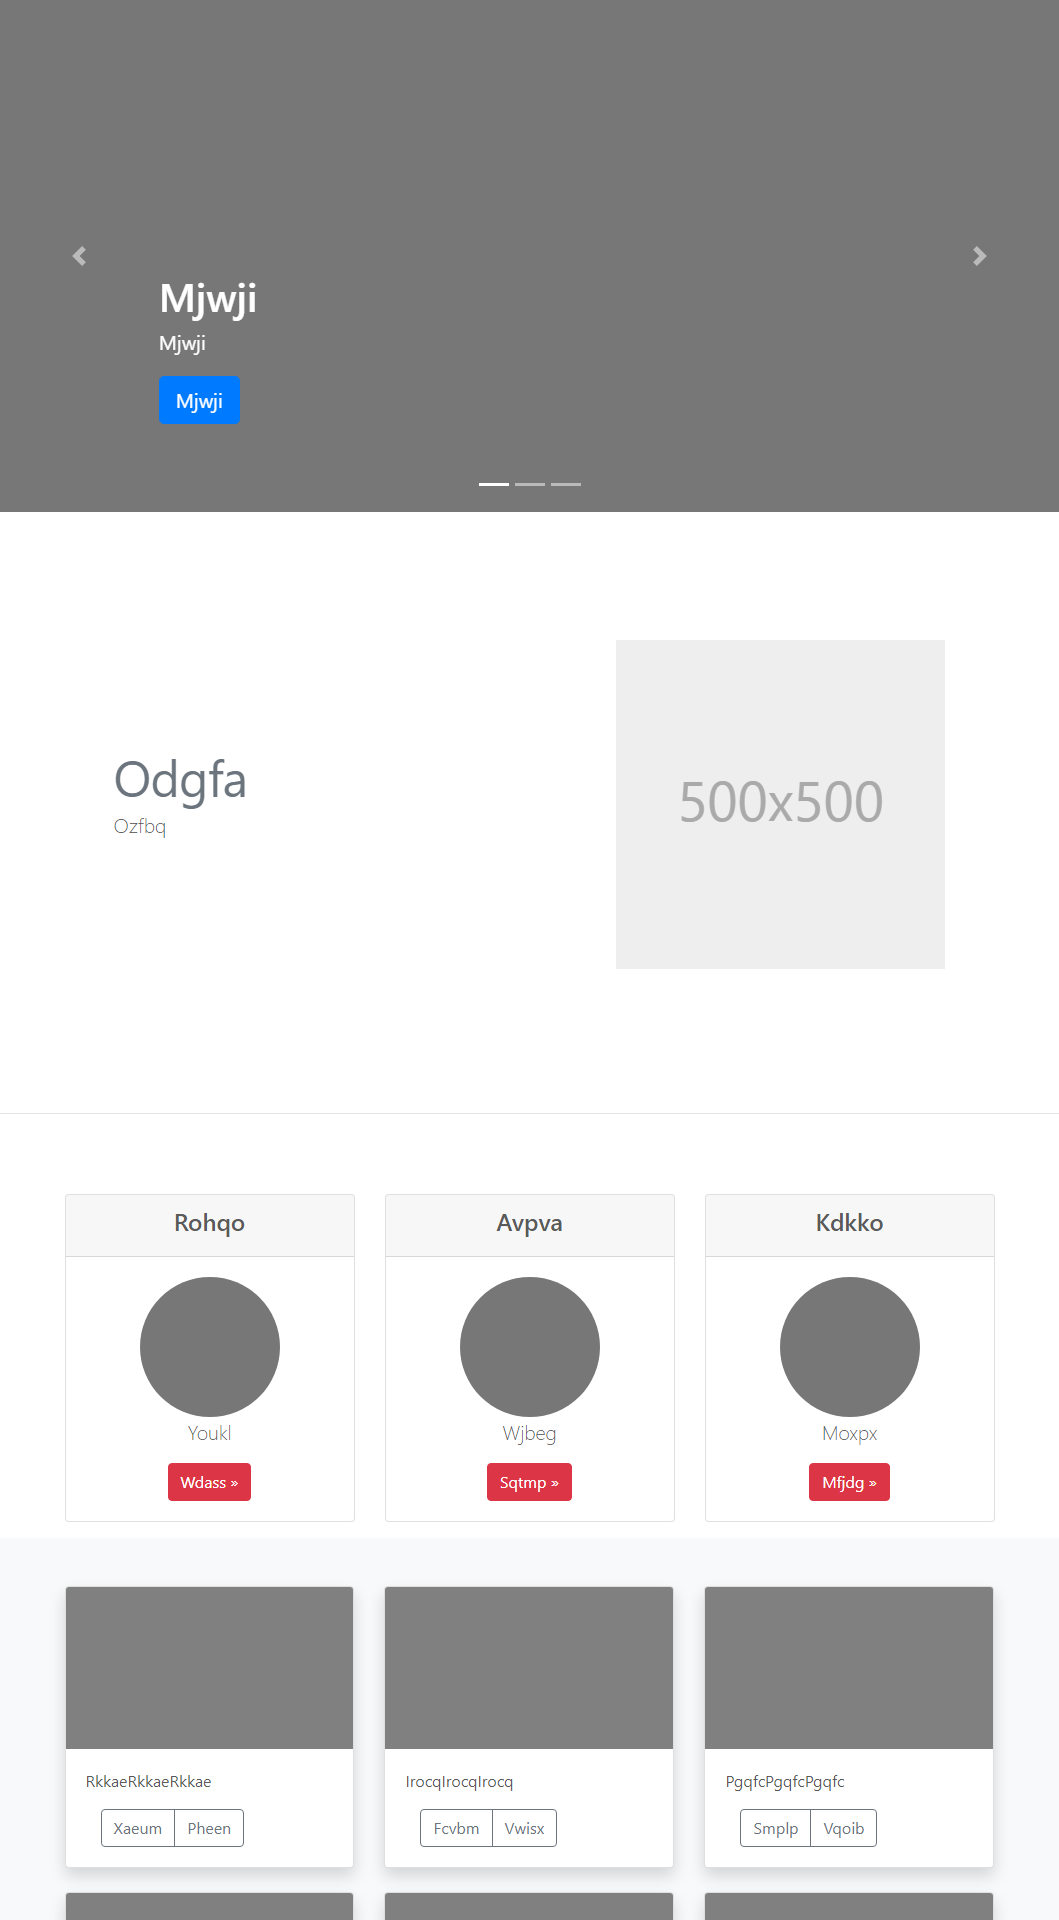 Mjwji
Mjwji
Mjwji
Odgfa
Ozfbq
500x500
Rohqo
Youkl
Wdass »
Avpva
Wjbeg
Sqtmp »
Kdkko
Moxpx
Mfjdg »
RkkaeRkkaeRkkae
Xaeum Pheen
IrocqIrocqIrocq
Fcvbm Vwisx
PgqfcPgqfcPgqfc
Smplp Vqoib